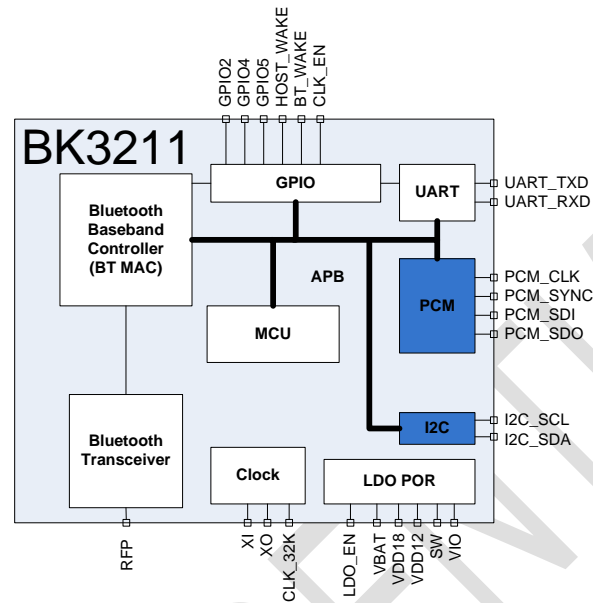 GPIO2
GPIO4
GPIO5
HOST_WAKE
BT_WAKE
CLK_EN
BK3211
GPIO
UART
UART_TXD
UART_RXD
Bluetooth
Baseband
Controller
(BT MAC)
APB
PCM
PCM_CLK
PCM_SYNC
PCM_SDI
PCM_SDO
MCU
I2C
I2C_SCL
I2C_SDA
Bluetooth
Transceiver
Clock
LDO POR
RFP
XI
XO
CLK_32K
LDO_EN
VBAT
VDD18
VDD12
SW
VIO